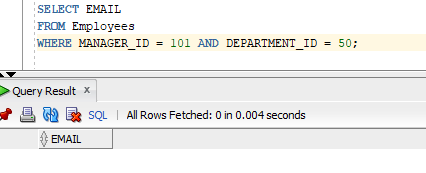 SELECT EMAIL
FROM Employees
WHERE MANAGER_ID = 101 AND DEPARTMENT_ID = 50;
Query Result x
SQL | All Rows Fetched: 0 in 0.004 seconds
EMAIL